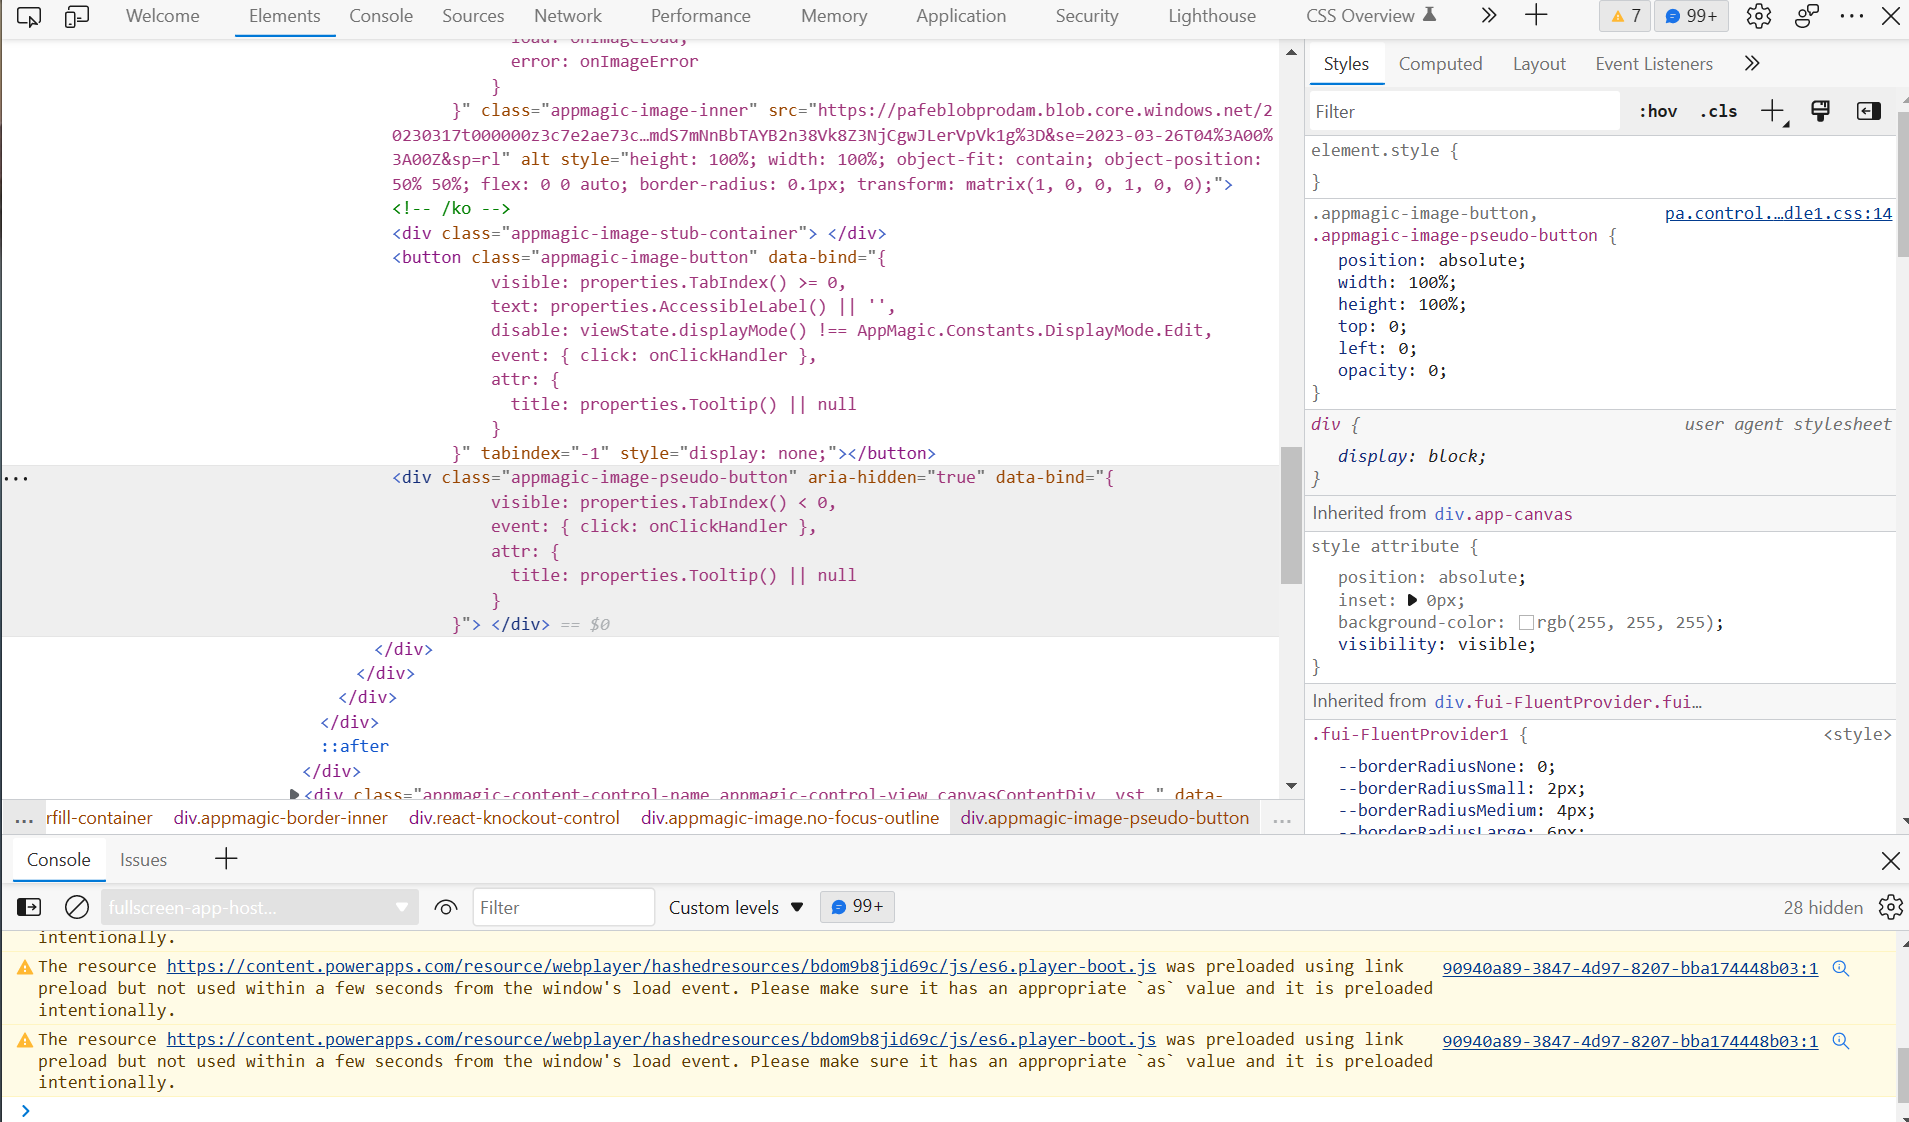 Welcome Elements Console Sources Network Performance Memory Application Security Lighthouse CSS Overview 7 99+
load: onImageLoad,
error: onImageError
}
}" class="appmagic-image-inner" src="https://pafeblobprodam.blob.core.windows.net/2
0230317t000000z3c7e2ae73c…mdS7mNnBbTAYB2n38Vk8Z3NjCgwJLerVpVk1g%3D&se=2023-03-26T04%3A00%
3A00Z&sp=rl" alt style="height: 100%; width: 100%; object-fit: contain; object-position:
50% 50%; flex: 0 0 auto; border-radius: 0.1px; transform: matrix(1, 0, 0, 1, 0, 0);">
<!-- /ko -->
<div class="appmagic-image-stub-container"> </div>
<button class="appmagic-image-button" data-bind="{
visible: properties.TabIndex() >= 0,
text: properties.AccessibleLabel() || '',
disable: viewState.displayMode() !== AppMagic.Constants.DisplayMode.Edit,
event: { click: onClickHandler },
attr: {
title: properties.Tooltip() || null
}
}" tabindex="-1" style="display: none;"></button>
<div class="appmagic-image-pseudo-button" aria-hidden="true" data-bind="{
visible: properties.TabIndex() < 0,
event: { click: onClickHandler },
attr: {
title: properties.Tooltip() || null
}
}"> </div> == $0
</div>
</div>
</div>
</div>
::after
</div>
<div class="appmagic-content-control-name appmagic-control-view canvasContentDiv _vst_" data-
... rfill-container div.appmagic-border-inner div.react-knockout-control div.appmagic-image.no-focus-outline div.appmagic-image-pseudo-button ...
Styles Computed Layout Event Listeners
Filter :hov .cls
element.style {
}
.appmagic-image-button, pa.control.…dle1.css:14
.appmagic-image-pseudo-button {
position: absolute;
width: 100%;
height: 100%;
top: 0;
left: 0;
opacity: 0;
}
div { user agent stylesheet
display: block;
}
Inherited from div.app-canvas
style attribute {
position: absolute;
inset: 0px;
background-color: rgb(255, 255, 255);
visibility: visible;
}
Inherited from div.fui-FluentProvider.fui…
.fui-FluentProvider1 { <style>
--borderRadiusNone: 0;
--borderRadiusSmall: 2px;
--borderRadiusMedium: 4px;
--borderRadiusLarge: 6px;
Console Issues
fullscreen-app-host… Filter Custom levels 99+ 28 hidden
intentionally.
The resource https://content.powerapps.com/resource/webplayer/hashedresources/bdom9b8jid69c/js/es6.player-boot.js was preloaded using link 90940a89-3847-4d97-8207-bba174448b03:1
preload but not used within a few seconds from the window's load event. Please make sure it has an appropriate `as` value and it is preloaded
intentionally.
The resource https://content.powerapps.com/resource/webplayer/hashedresources/bdom9b8jid69c/js/es6.player-boot.js was preloaded using link 90940a89-3847-4d97-8207-bba174448b03:1
preload but not used within a few seconds from the window's load event. Please make sure it has an appropriate `as` value and it is preloaded
intentionally.